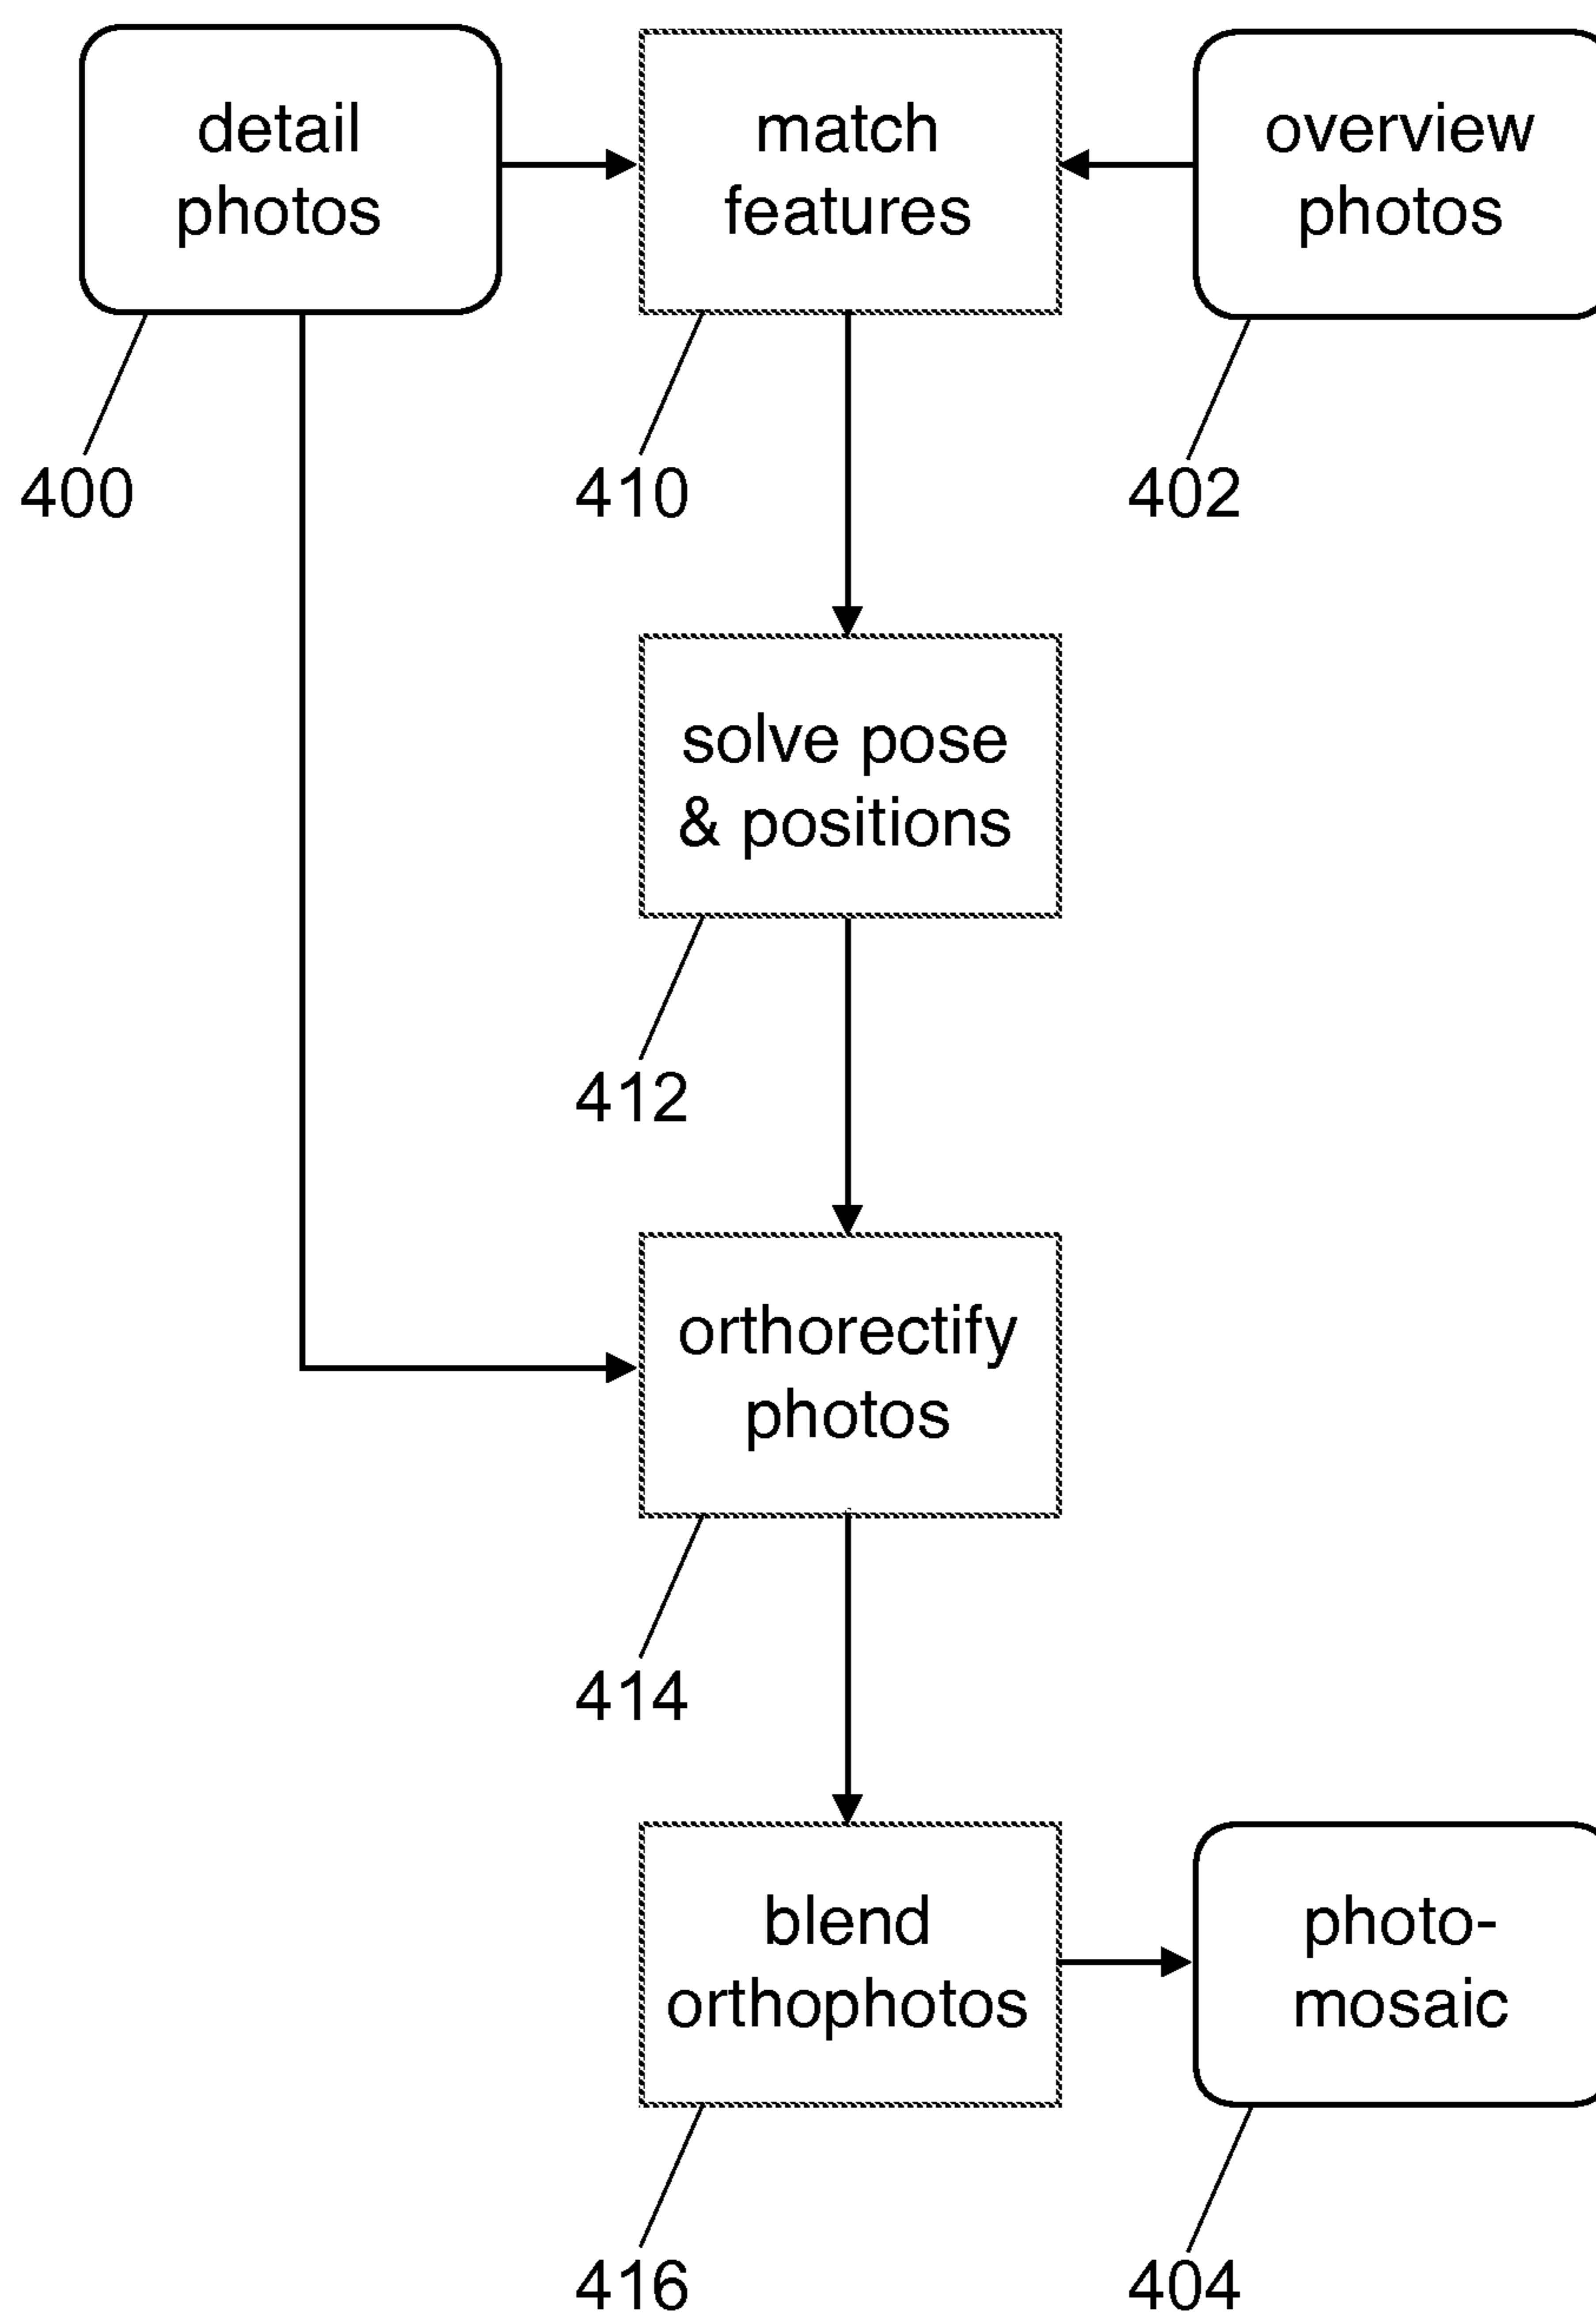 detail
photos
match
features
overview
photos
400
410
402
solve pose
& positions
412
orthorectify
photos
414
blend
orthophotos
photo-
mosaic
416
404